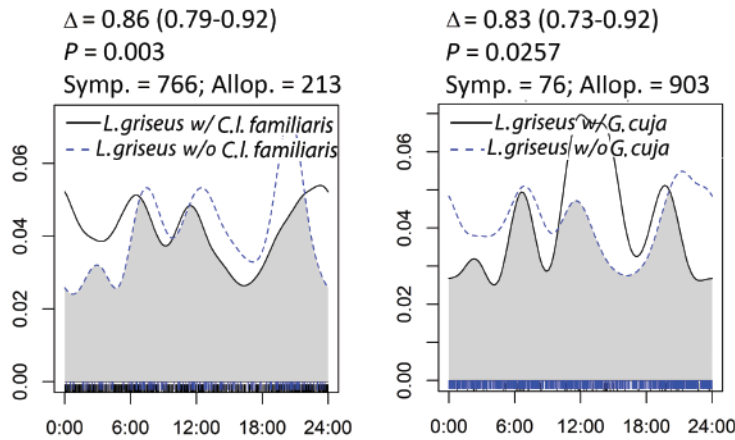 Δ = 0.86 (0.79-0.92)
P = 0.003
Symp. = 766; Allop. = 213
L.griseus w/ C.l. familiaris
L.griseus w/o C.l. familiaris
0.06
0.04
0.02
0.00
0:00 6:00 12:00 18:00 24:00
Δ = 0.83 (0.73-0.92)
P = 0.0257
Symp. = 76; Allop. = 903
L.griseus w/ G. cuja
L.griseus w/o G. cuja
0.06
0.04
0.02
0.00
0:00 6:00 12:00 18:00 24:00